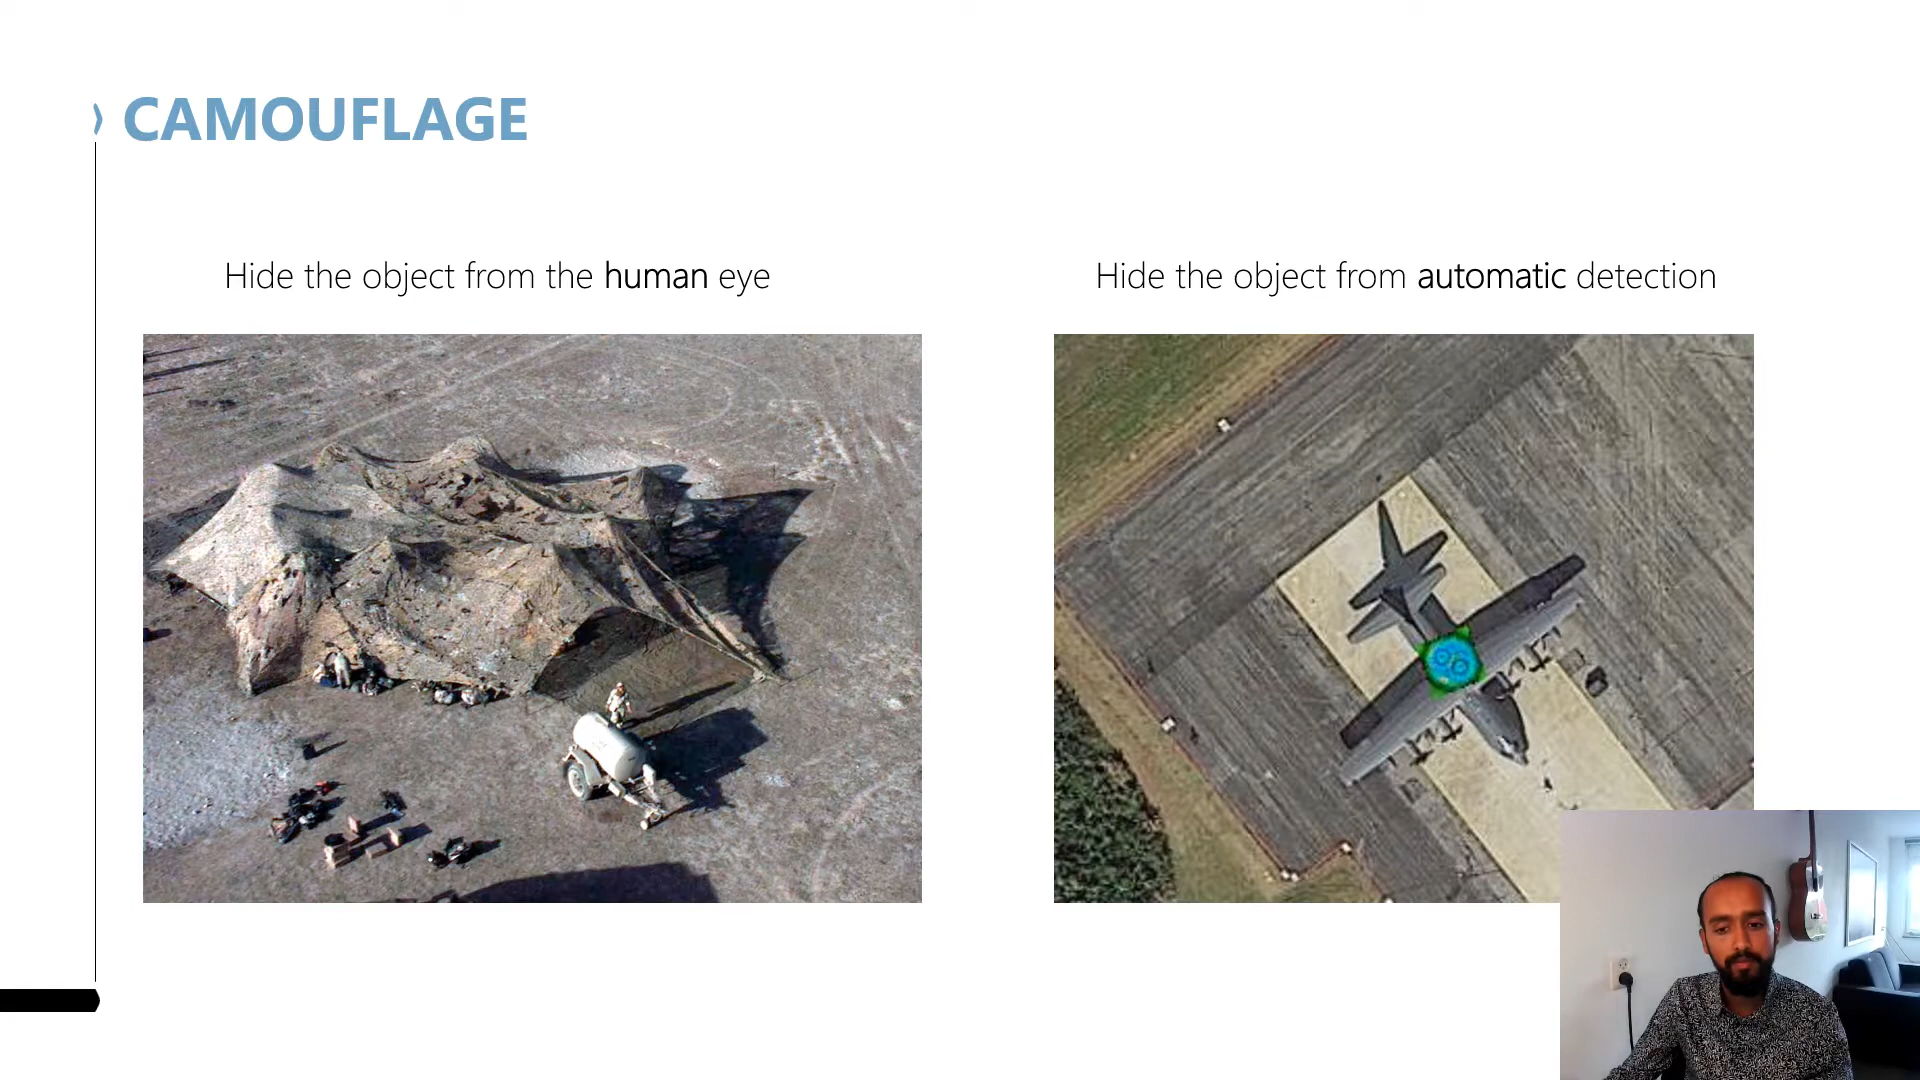 CAMOUFLAGE
Hide the object from the human eye
Hide the object from automatic detection